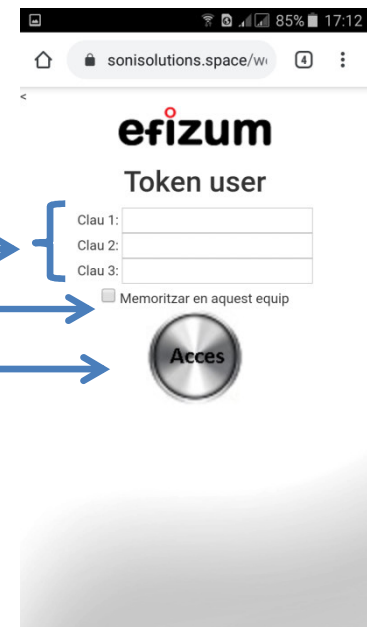 85% 17:12
sonisolutions.space/w
4
<
efizum
Token user
Clau 1:
Clau 2:
Clau 3:
Memoritzar en aquest equip
Acces